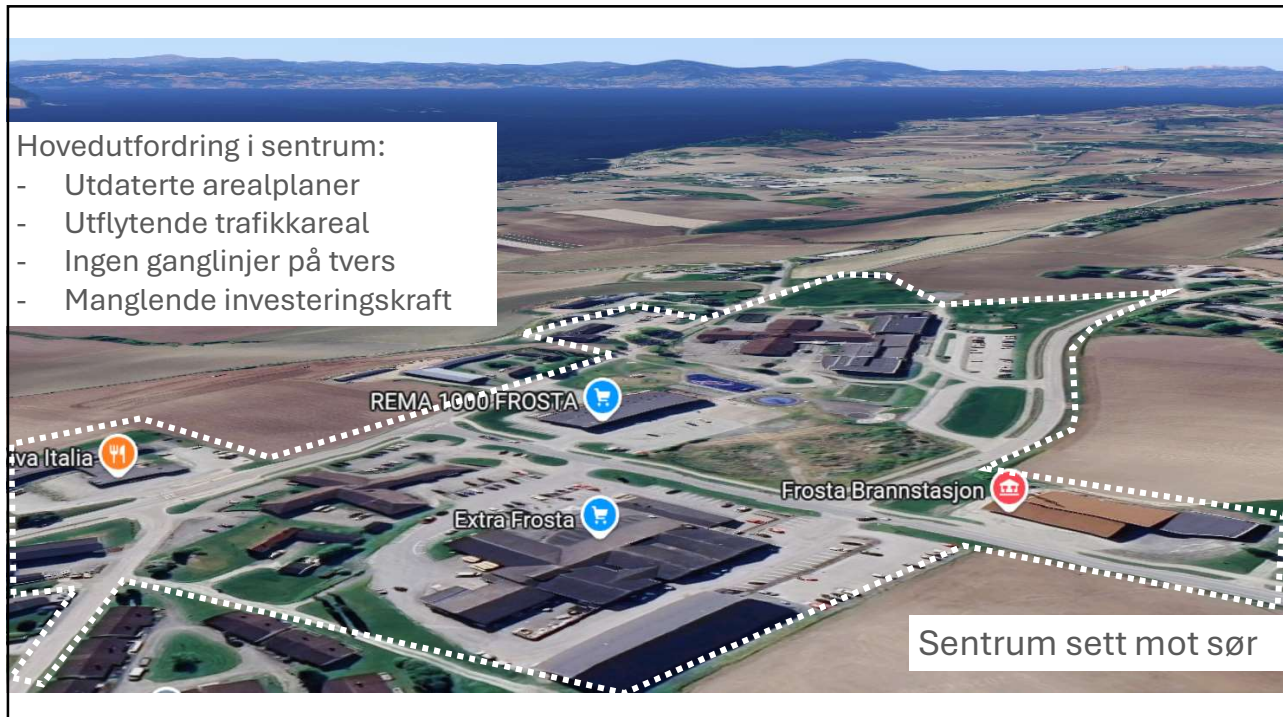 Hovedutfordring i sentrum:
- Utdaterte arealplaner
- Utflytende trafikkareal
- Ingen ganglinjer på tvers
- Manglende investeringskraft
REMA 1000 FROSTA
va Italia
Extra Frosta
Frosta Brannstasjon
Sentrum sett mot sør